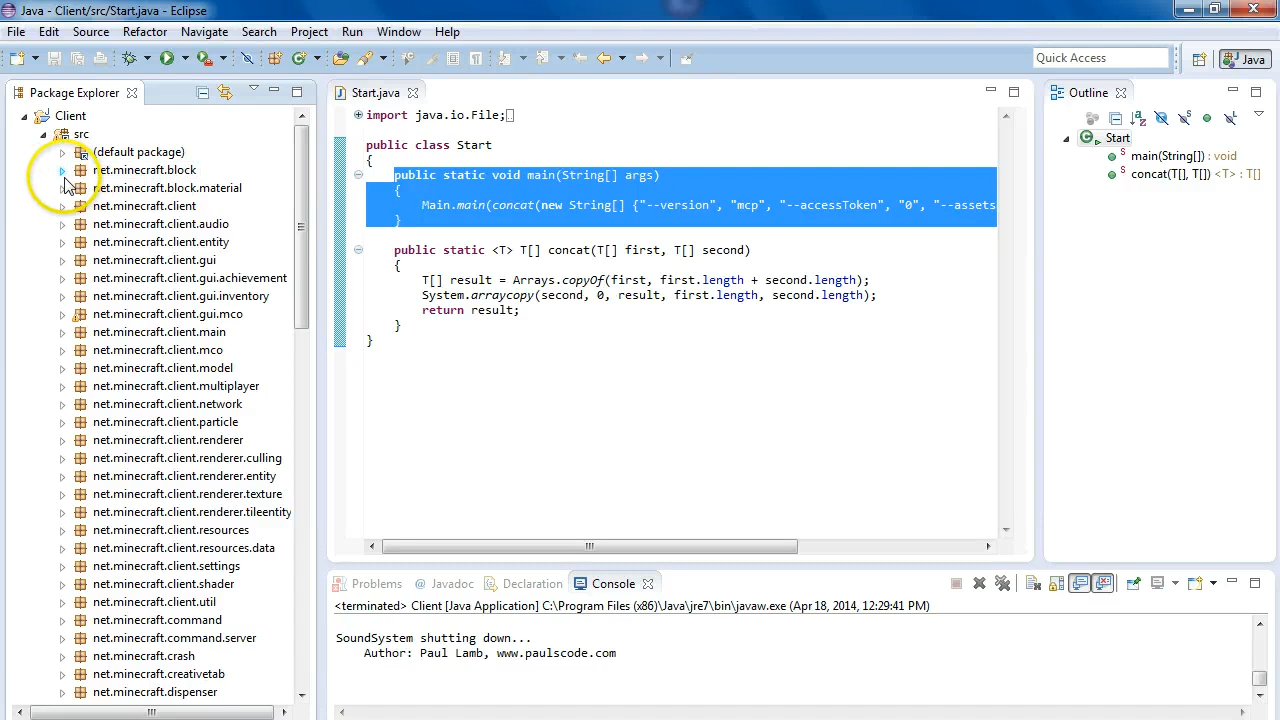 Java - Client/src/Start.java - Eclipse
File Edit Source Refactor Navigate Search Project Run Window Help
Quick Access
Java
Package Explorer
Client
src
(default package)
net.minecraft.block
net.minecraft.block.material
net.minecraft.client
net.minecraft.client.audio
net.minecraft.client.entity
net.minecraft.client.gui
net.minecraft.client.gui.achievement
net.minecraft.client.gui.inventory
net.minecraft.client.gui.mco
net.minecraft.client.main
net.minecraft.client.mco
net.minecraft.client.model
net.minecraft.client.multiplayer
net.minecraft.client.network
net.minecraft.client.particle
net.minecraft.client.renderer
net.minecraft.client.renderer.culling
net.minecraft.client.renderer.entity
net.minecraft.client.renderer.texture
net.minecraft.client.renderer.tileentity
net.minecraft.client.resources
net.minecraft.client.resources.data
net.minecraft.client.settings
net.minecraft.client.shader
net.minecraft.client.util
net.minecraft.command
net.minecraft.command.server
net.minecraft.crash
net.minecraft.creativetab
net.minecraft.dispenser
Start.java
import java.io.File;
public class Start
{
public static void main(String[] args)
{
Main.main(concat(new String[] {"--version", "mcp", "--accessToken", "0", "--assets
}
public static <T> T[] concat(T[] first, T[] second)
{
T[] result = Arrays.copyOf(first, first.length + second.length);
System.arraycopy(second, 0, result, first.length, second.length);
return result;
}
}
Outline
Start
main(String[]) : void
concat(T[], T[]) <T> : T[]
Problems @ Javadoc Declaration Console
<terminated> Client [Java Application] C:\Program Files (x86)\Java\jre7\bin\javaw.exe (Apr 18, 2014, 12:29:41 PM)
SoundSystem shutting down...
Author: Paul Lamb, www.paulscode.com